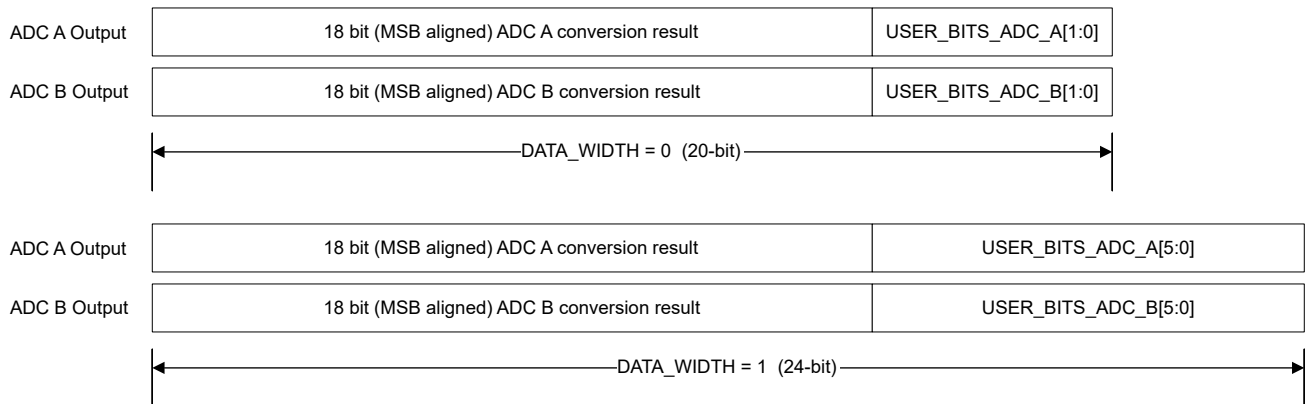 ADC A Output 18 bit (MSB aligned) ADC A conversion result USER_BITS_ADC_A[1:0]
ADC B Output 18 bit (MSB aligned) ADC B conversion result USER_BITS_ADC_B[1:0]
DATA_WIDTH = 0 (20-bit)
ADC A Output 18 bit (MSB aligned) ADC A conversion result USER_BITS_ADC_A[5:0]
ADC B Output 18 bit (MSB aligned) ADC B conversion result USER_BITS_ADC_B[5:0]
DATA_WIDTH = 1 (24-bit)